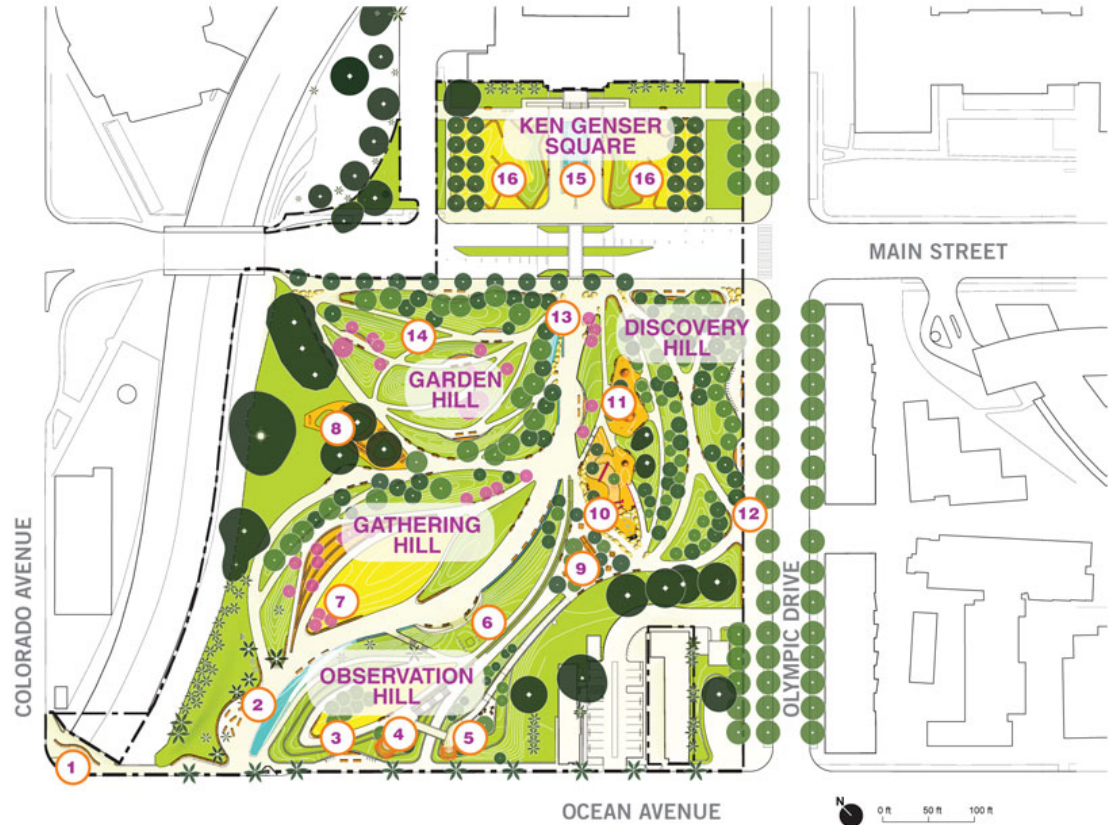 KEN GENSER
SQUARE
16
15
16
MAIN STREET
13
14
DISCOVERY
HILL
GARDEN
HILL
11
8
10
12
GATHERING
HILL
9
7
6
COLORADO AVENUE
OLYMPIC DRIVE
OBSERVATION
HILL
2
3
4
5
1
OCEAN AVENUE
N
0 ft
50 ft
100 ft